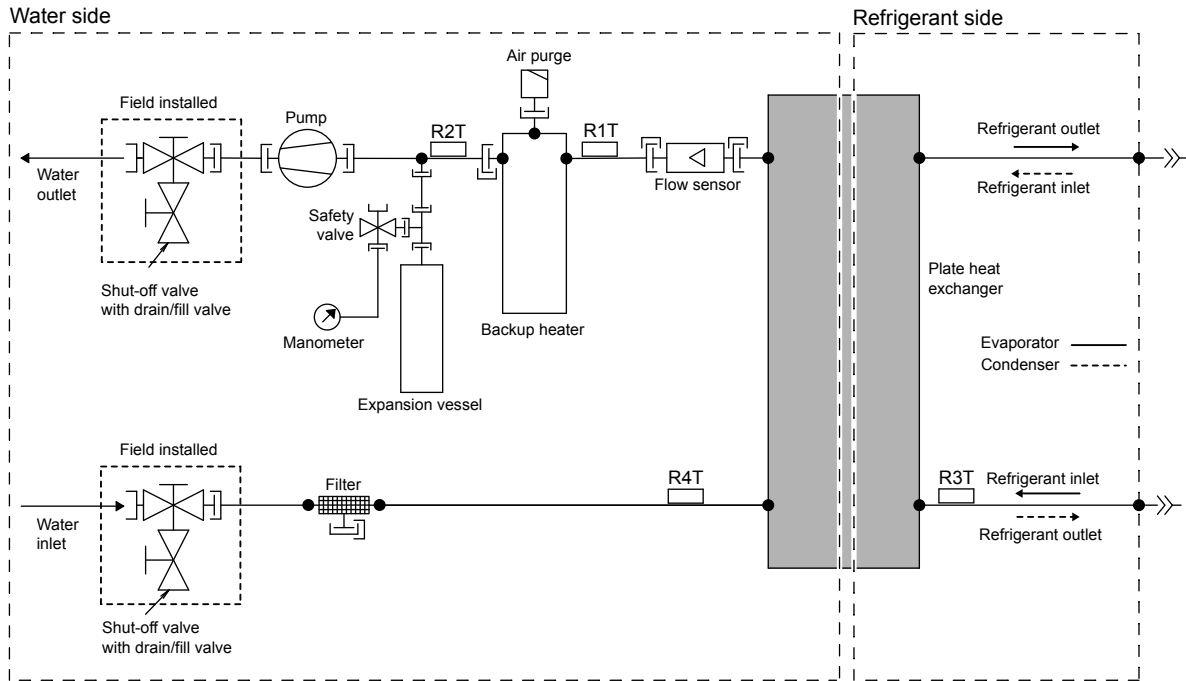 Water side
Refrigerant side
Air purge
Field installed
Pump
R2T
R1T
Refrigerant outlet
Water
outlet
Flow sensor
Refrigerant inlet
Safety
valve
Shut-off valve
with drain/fill valve
Plate heat
exchanger
Manometer
Backup heater
Evaporator
Condenser
Expansion vessel
Field installed
Filter
R4T
R3T
Refrigerant inlet
Water
inlet
Refrigerant outlet
Shut-off valve
with drain/fill valve